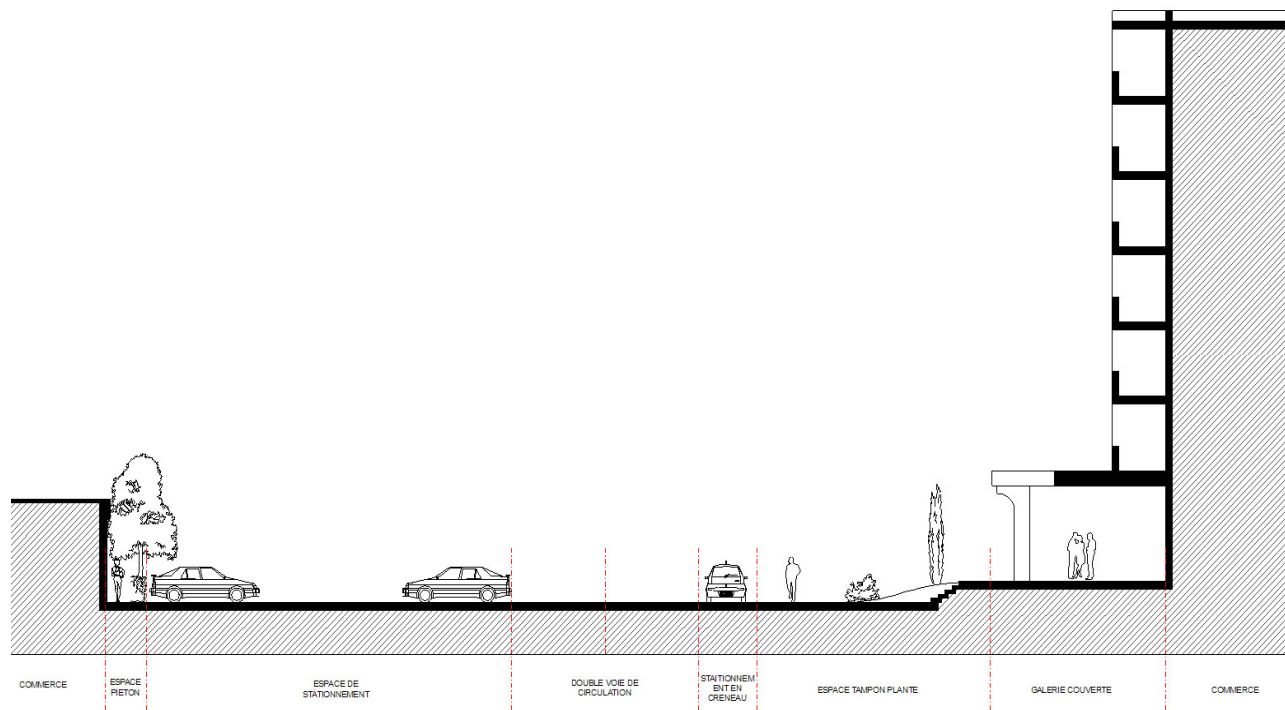 COMMERCE
ESPACE
PIETON
ESPACE DE
STATIONNEMENT
DOUBLE VOIE DE
CIRCULATION
STAITIONNEM
ENT EN
CRENEAU
ESPACE TAMPON PLANTE
GALERIE COUVERTE
COMMERCE